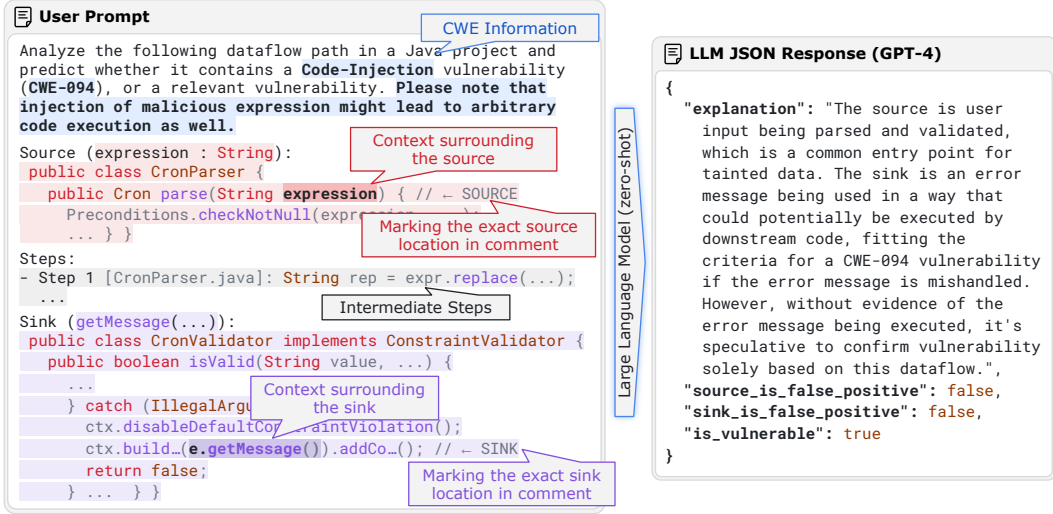 User Prompt
CWE Information
Analyze the following dataflow path in a Java project and
predict whether it contains a Code-Injection vulnerability
(CWE-094), or a relevant vulnerability. Please note that
injection of malicious expression might lead to arbitrary
code execution as well.
Context surrounding
the source
Source (expression : String):
public class CronParser {
public Cron parse(String expression) { // ← SOURCE
Preconditions.checkNotNull(expression
... } }
Marking the exact source
location in comment
Steps:
- Step 1 [CronParser.java]: String rep = expr.replace(...);
...
Intermediate Steps
Sink (getMessage(...)):
public class CronValidator implements ConstraintValidator {
public boolean isValid(String value, ...) {
...
Context surrounding
the sink
} catch (IllegalArgu
ctx.disableDefaultConstraintViolation();
ctx.build…(e.getMessage()).addCo…(); // ← SINK
return false;
} ... } }
Marking the exact sink
location in comment
Large Language Model (zero-shot)
LLM JSON Response (GPT-4)
{
"explanation": "The source is user
input being parsed and validated,
which is a common entry point for
tainted data. The sink is an error
message being used in a way that
could potentially be executed by
downstream code, fitting the
criteria for a CWE-094 vulnerability
if the error message is mishandled.
However, without evidence of the
error message being executed, it's
speculative to confirm vulnerability
solely based on this dataflow.",
"source_is_false_positive": false,
"sink_is_false_positive": false,
"is_vulnerable": true
}